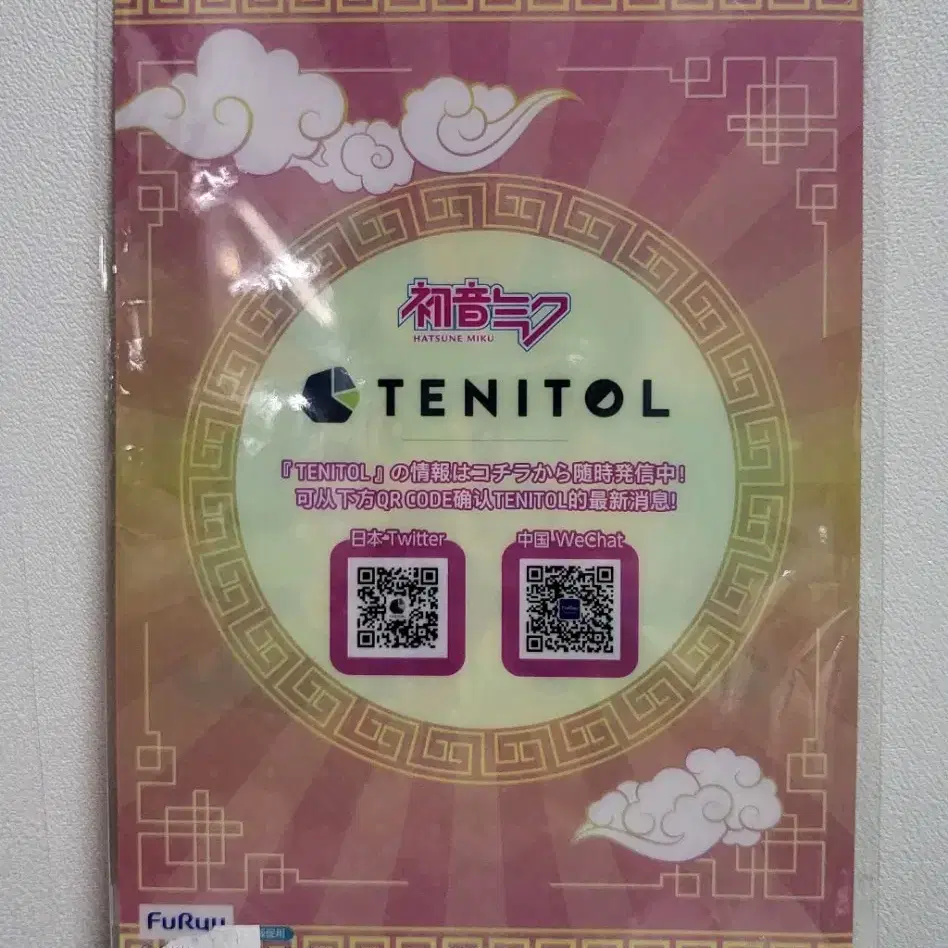 初音ミク
HATSUNE MIKU
TENITOL
『TENITOL』の情報はコチラから随時発信中!
可从下方QR CODE确认TENITOL的最新消息!
日本 Twitter
中国 WeChat
FuRyu
FuRyu